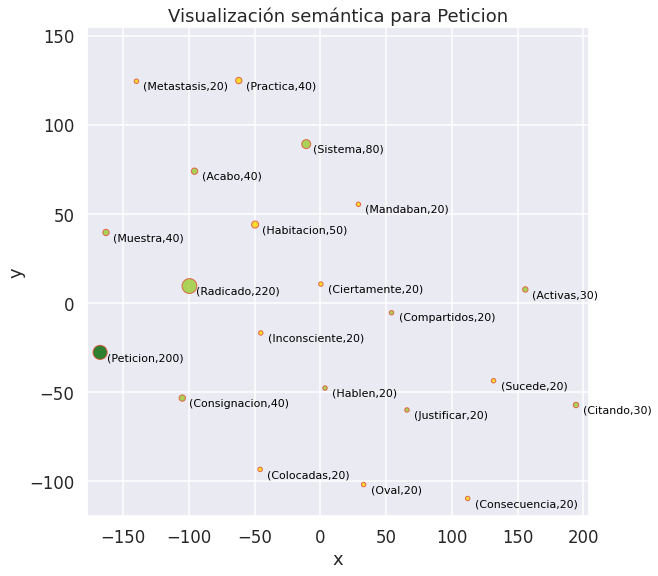 Visualización semántica para Peticion
150
(Metastasis,20)
(Practica,40)
100
(Sistema,80)
(Acabo,40)
50
(Mandaban,20)
(Muestra,40)
(Habitacion,50)
y
(Radicado,220)
(Ciertamente,20)
(Activas,30)
0
(Compartidos,20)
(Inconsciente,20)
(Peticion,200)
−50
(Consignacion,40)
(Hablen,20)
(Sucede,20)
(Justificar,20)
(Citando,30)
(Colocadas,20)
(Oval,20)
−100
(Consecuencia,20)
−150 −100 −50 0 50 100 150 200
x